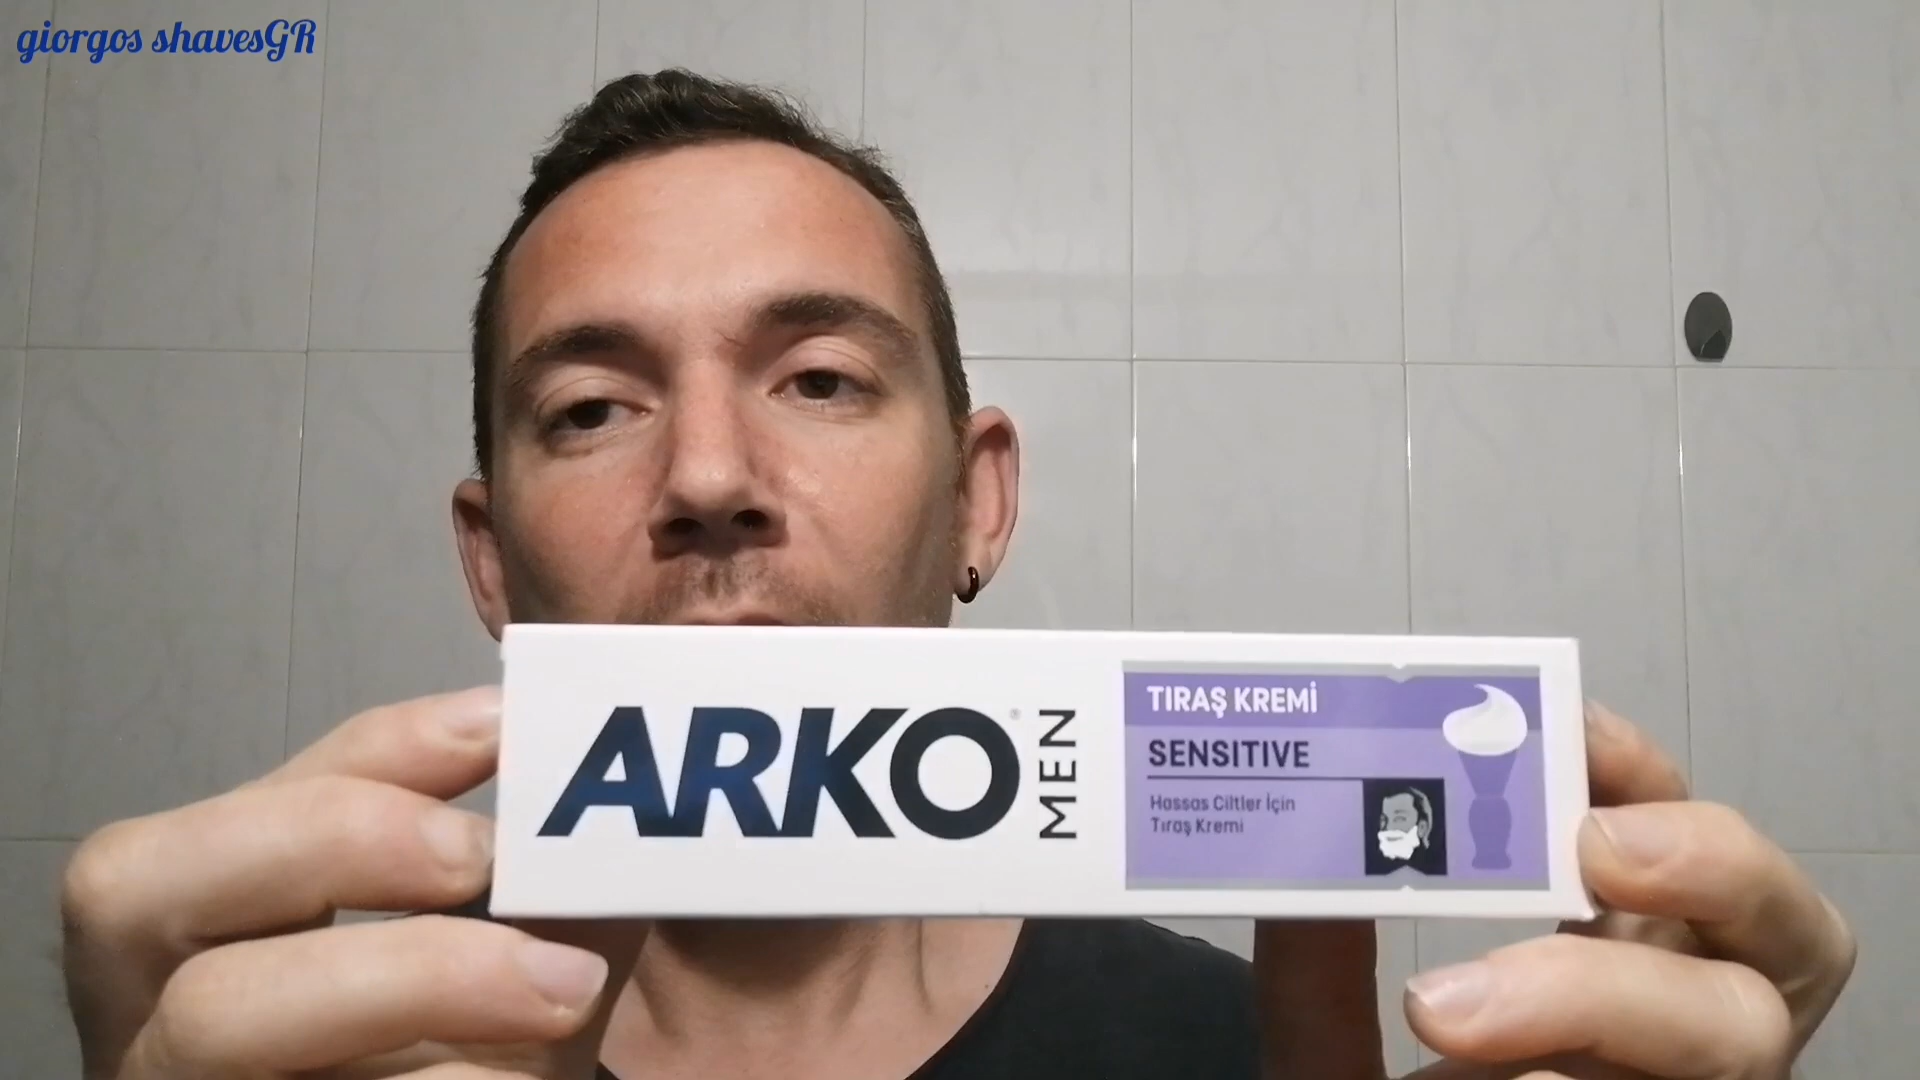 giorgos shavesGR
ARKO®
MEN
TIRAŞ KREMİ
SENSITIVE
Hassas Ciltler İçin
Tıraş Kremi